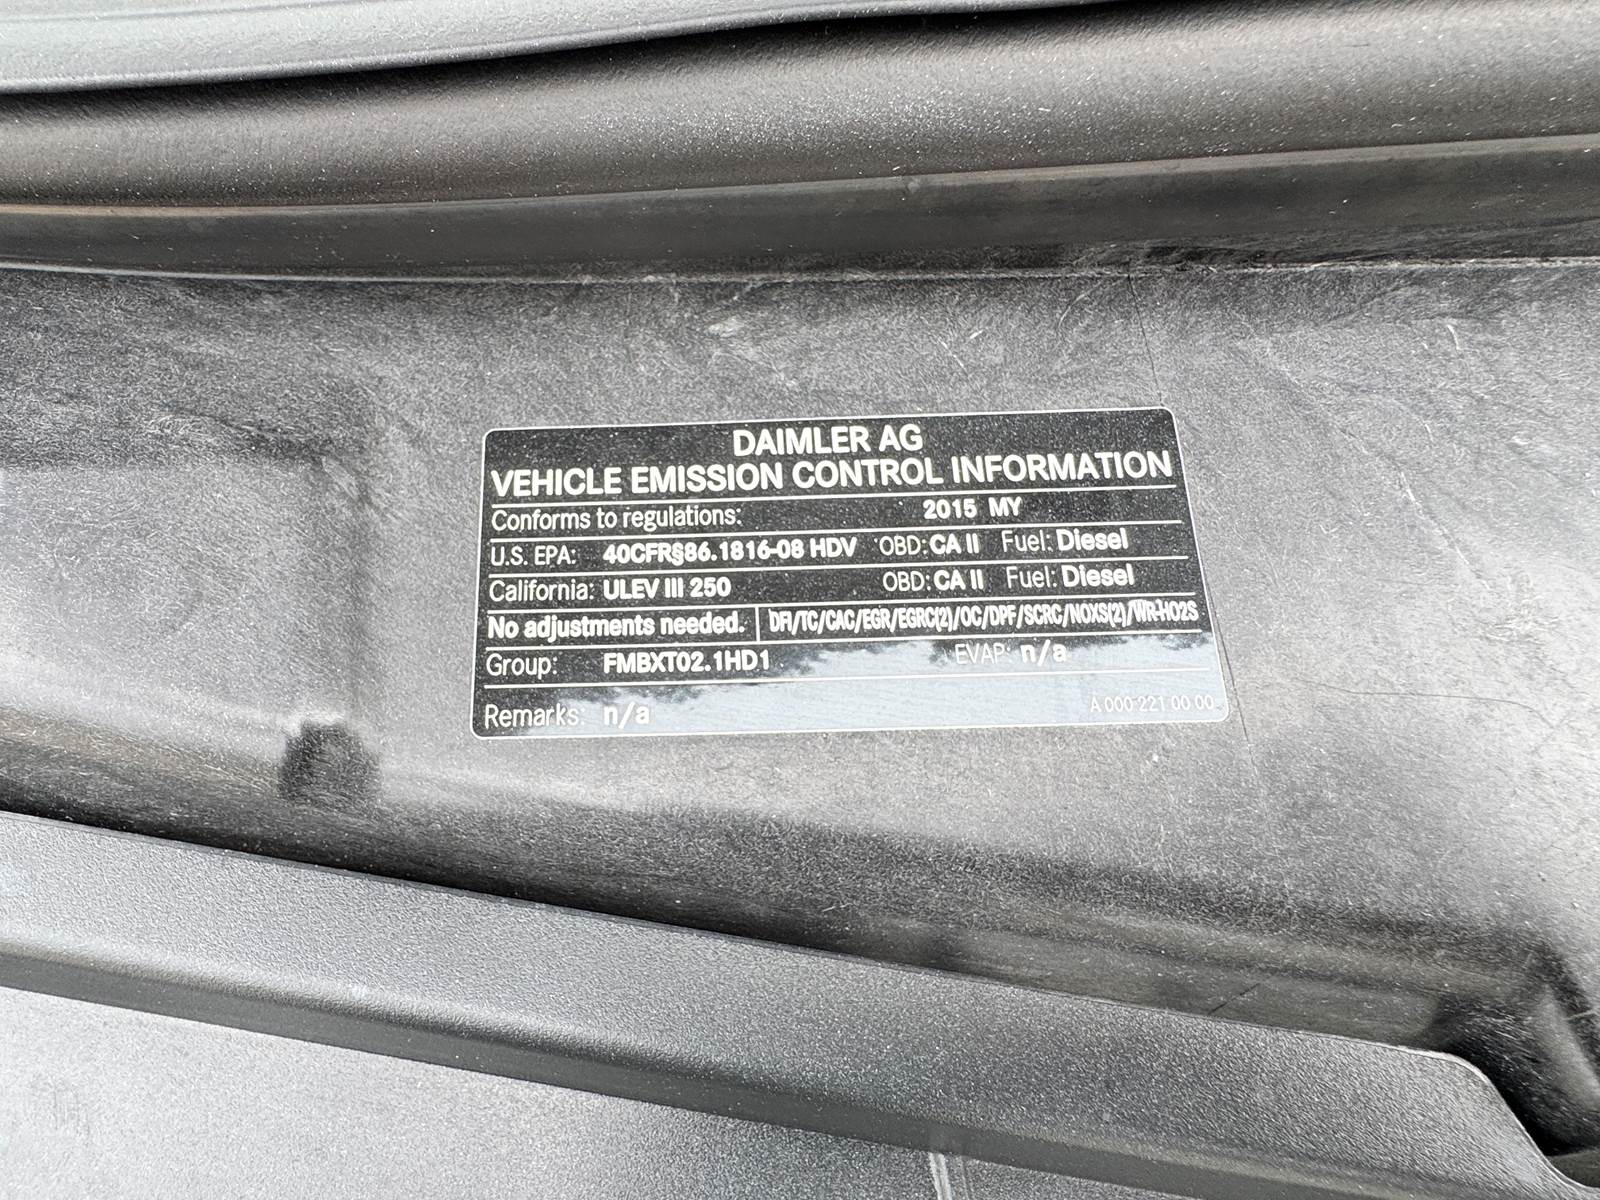 DAIMLER AG
VEHICLE EMISSION CONTROL INFORMATION
Conforms to regulations: 2015 MY
U.S. EPA: 40CFR§86.1816-08 HDV OBD: CA II Fuel: Diesel
California: ULEV III 250 OBD: CA II Fuel: Diesel
No adjustments needed. DFI/TC/CAC/EGR/EGRC(2)/OC/DPF/SCRC/NOXS(2)/WR-HO2S
Group: FMBXT02.1HD1 EVAP: n/a
Remarks: n/a A 000 221 00 00